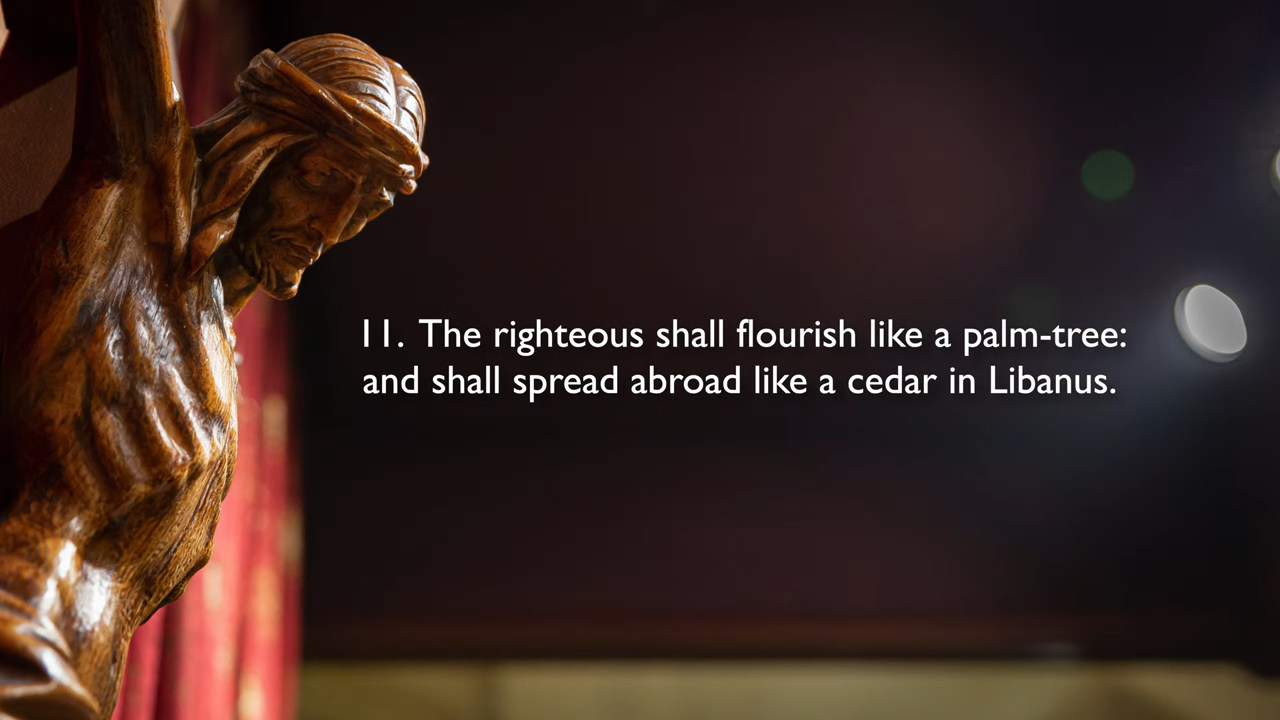 11. The righteous shall flourish like a palm-tree:
and shall spread abroad like a cedar in Libanus.